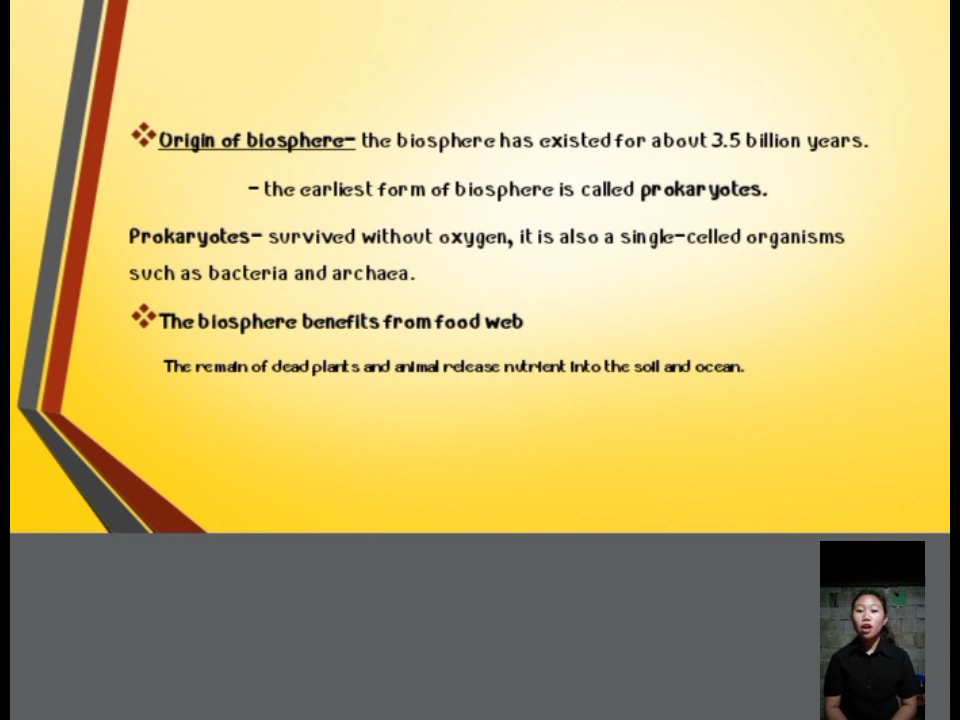 Origin of biosphere- the biosphere has existed for about 3.5 billion years.
- the earliest form of biosphere is called prokaryotes.
Prokaryotes- survived without oxygen, it is also a single-celled organisms
such as bacteria and archaea.
The biosphere benefits from food web
The remain of dead plants and animal release nutrient into the soil and ocean.